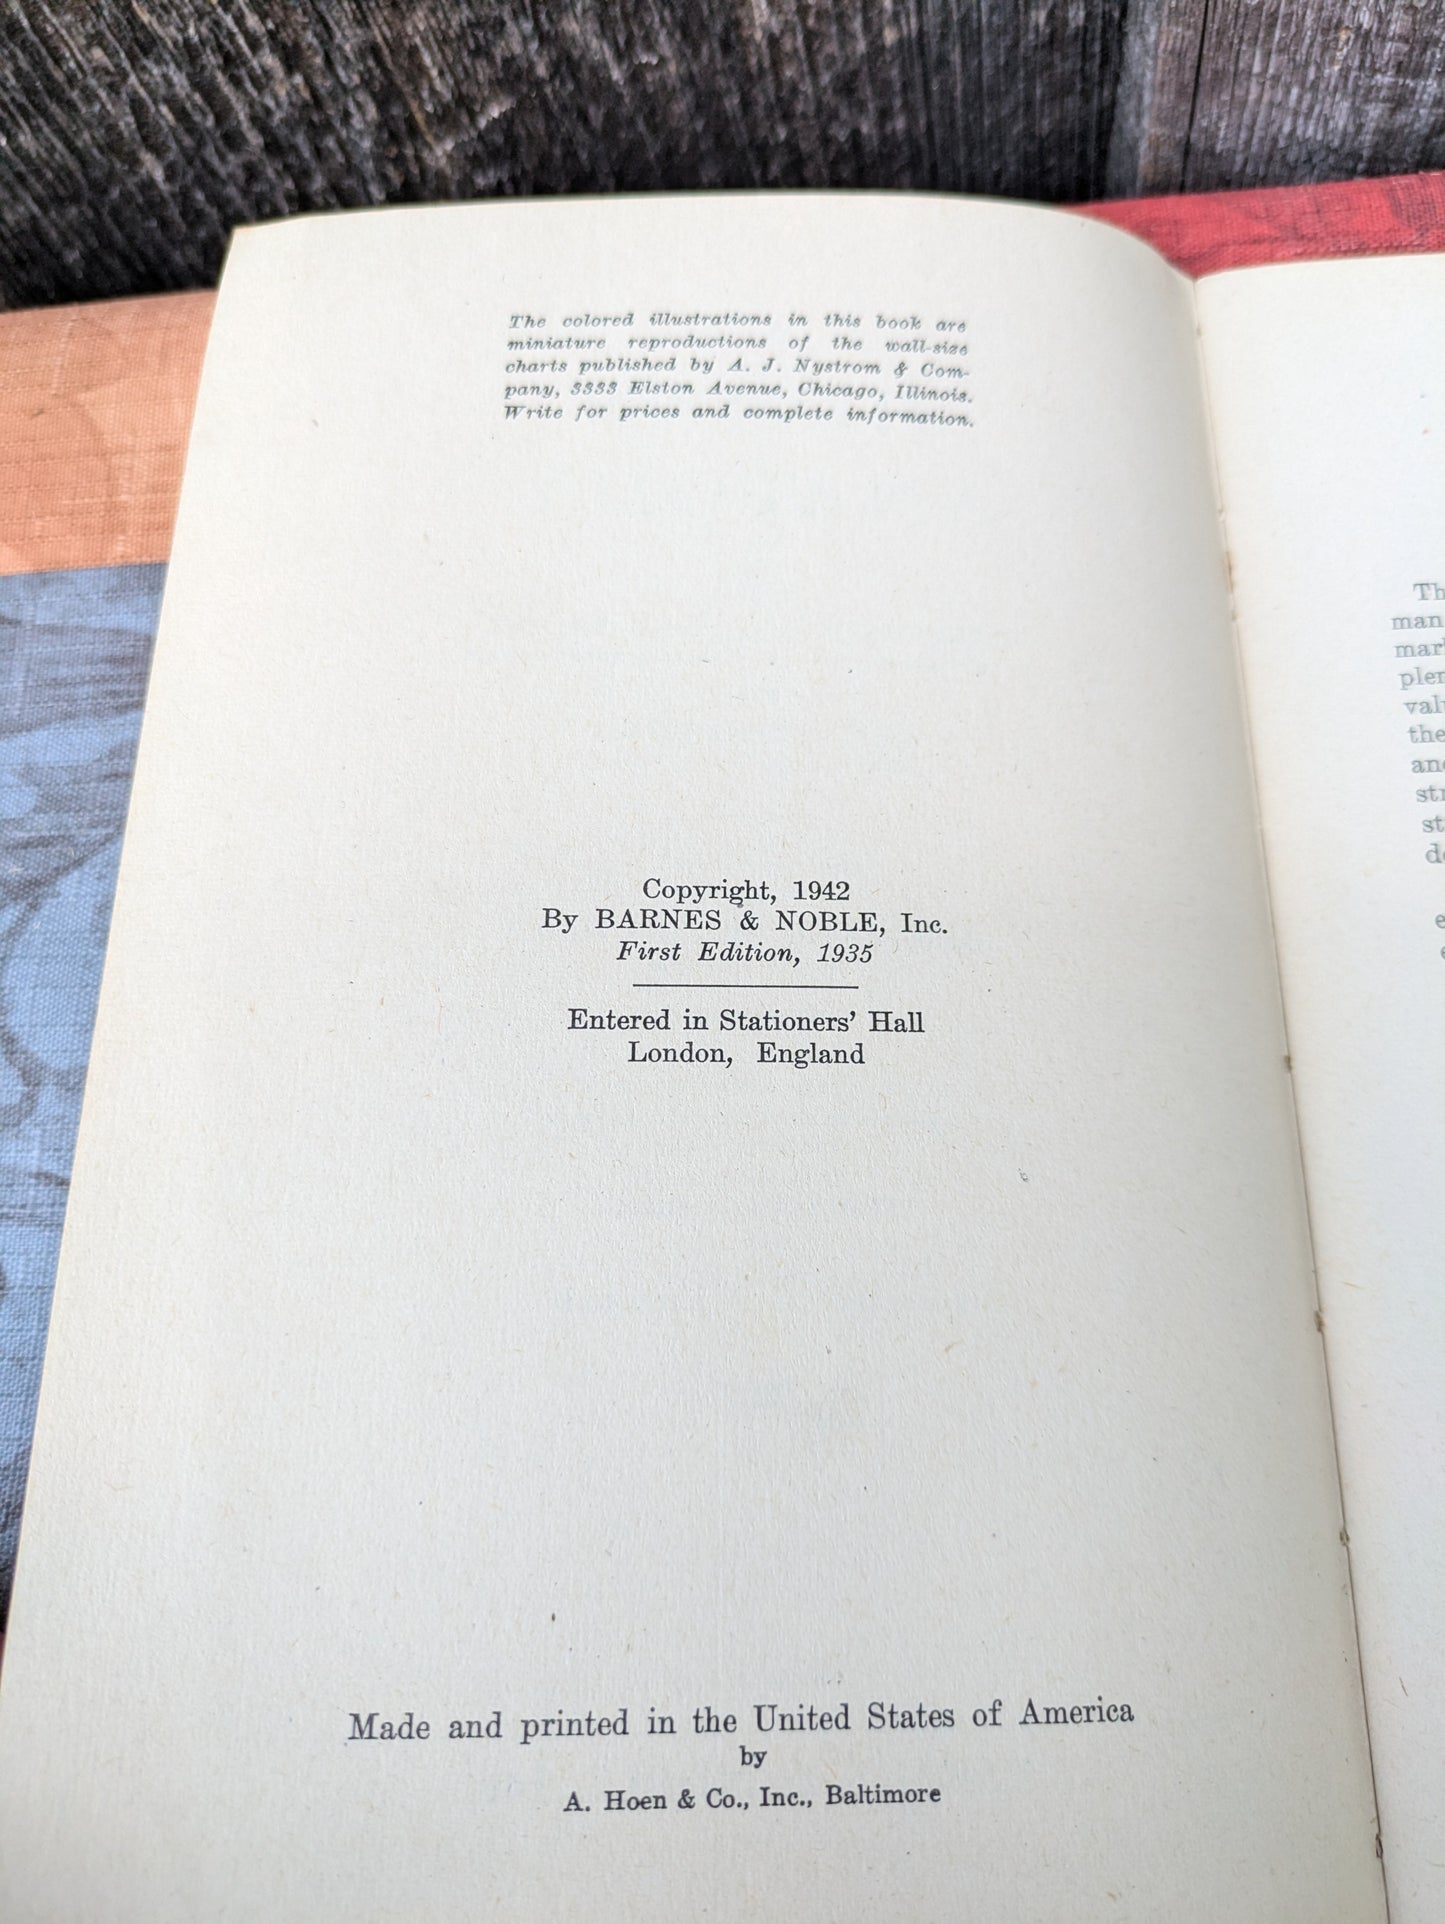 The colored illustrations in this book are
miniature reproductions of the wall-size
charts published by A. J. Nystrom & Com-
pany, 3333 Elston Avenue, Chicago, Illinois.
Write for prices and complete information.
Copyright, 1942
By BARNES & NOBLE, Inc.
First Edition, 1935
Entered in Stationers' Hall
London, England
Made and printed in the United States of America
by
A. Hoen & Co., Inc., Baltimore